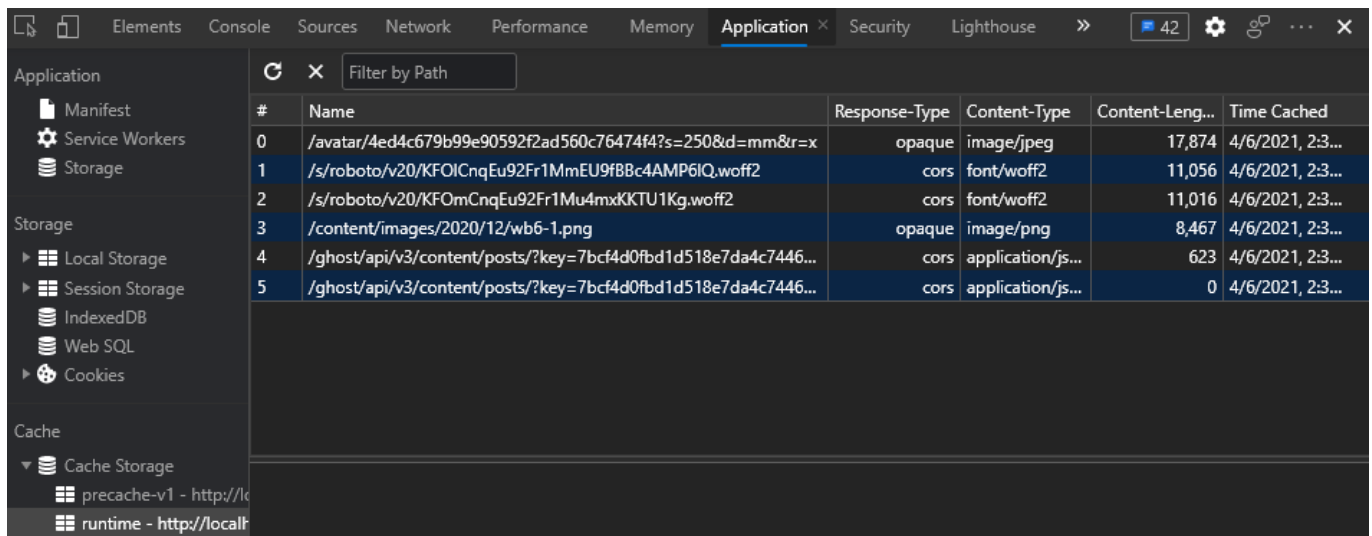 Elements Console Sources Network Performance Memory Application × Security Lighthouse » 42 ··· ×
Application
Manifest
Service Workers
Storage
Storage
Local Storage
Session Storage
IndexedDB
Web SQL
Cookies
Cache
Cache Storage
precache-v1 - http://lo
runtime - http://localh
Filter by Path
# Name Response-Type Content-Type Content-Leng... Time Cached
0 /avatar/4ed4c679b99e90592f2ad560c76474f4?s=250&d=mm&r=x opaque image/jpeg 17,874 4/6/2021, 2:3...
1 /s/roboto/v20/KFOlCnqEu92Fr1MmEU9fBBc4AMP6lQ.woff2 cors font/woff2 11,056 4/6/2021, 2:3...
2 /s/roboto/v20/KFOmCnqEu92Fr1Mu4mxKKTU1Kg.woff2 cors font/woff2 11,016 4/6/2021, 2:3...
3 /content/images/2020/12/wb6-1.png opaque image/png 8,467 4/6/2021, 2:3...
4 /ghost/api/v3/content/posts/?key=7bcf4d0fbd1d518e7da4c7446... cors application/js... 623 4/6/2021, 2:3...
5 /ghost/api/v3/content/posts/?key=7bcf4d0fbd1d518e7da4c7446... cors application/js... 0 4/6/2021, 2:3...